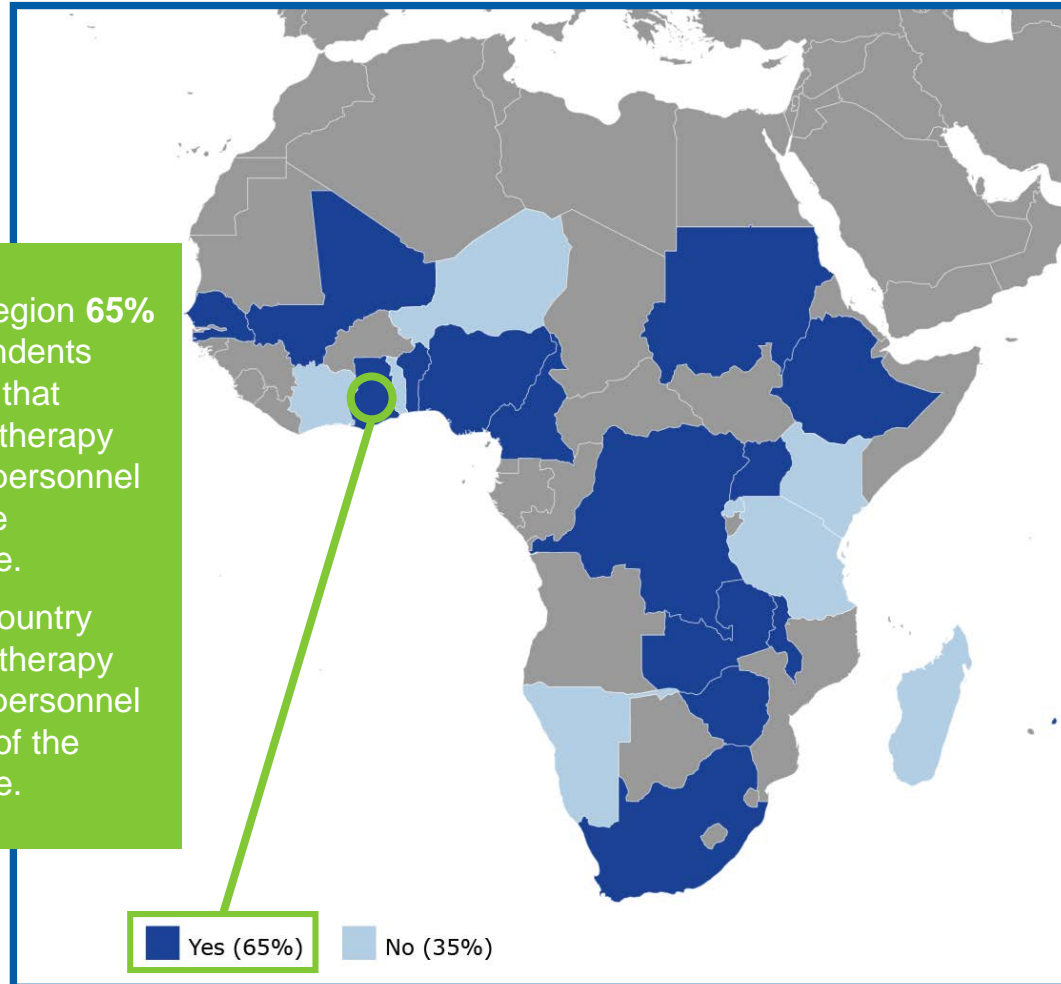 egion 65%
ndents
that
therapy
personnel
e
e.
ountry
therapy
personnel
of the
e.
Yes (65%)
No (35%)